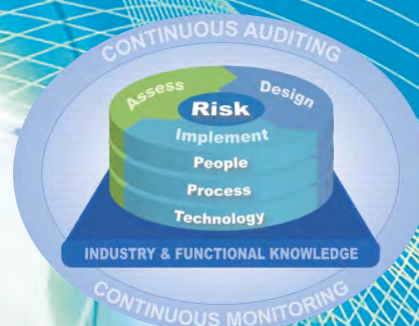 CONTINUOUS AUDITING
Assess
Design
Risk
Implement
People
Process
Technology
INDUSTRY & FUNCTIONAL KNOWLEDGE
CONTINUOUS MONITORING